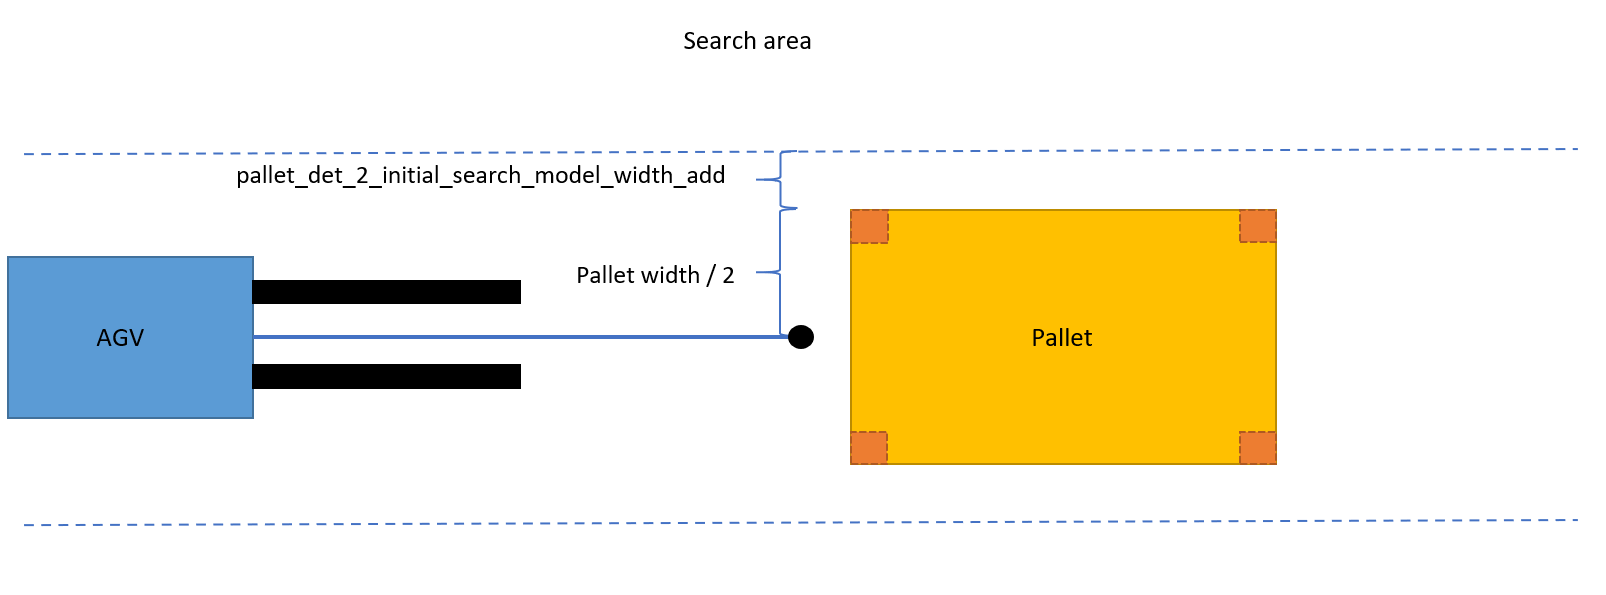 Search area
pallet_det_2_initial_search_model_width_add
Pallet width / 2
AGV
Pallet